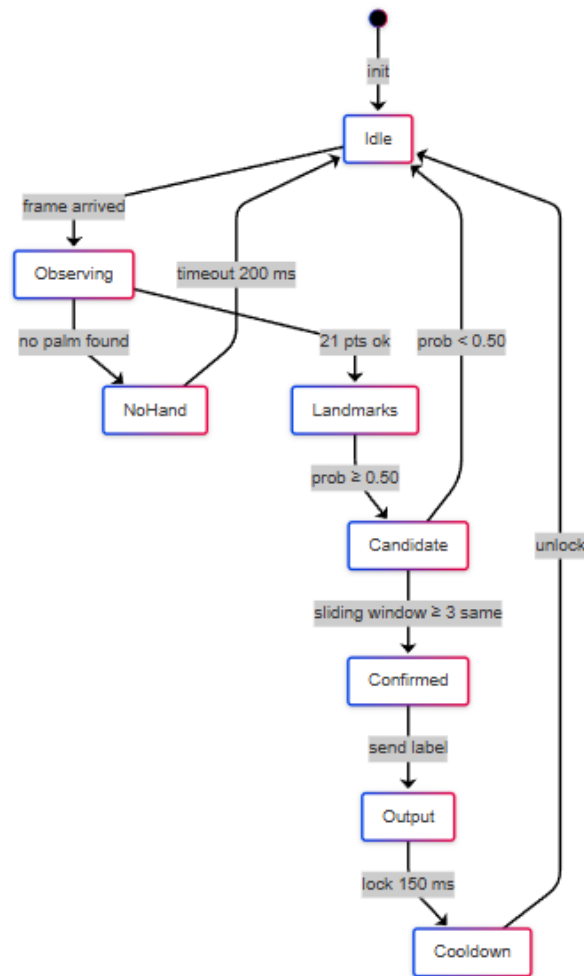 init
Idle
frame arrived
Observing
timeout 200 ms
no palm found
21 pts ok
prob < 0.50
NoHand
Landmarks
prob ≥ 0.50
Candidate
unlock
sliding window ≥ 3 same
Confirmed
send label
Output
lock 150 ms
Cooldown